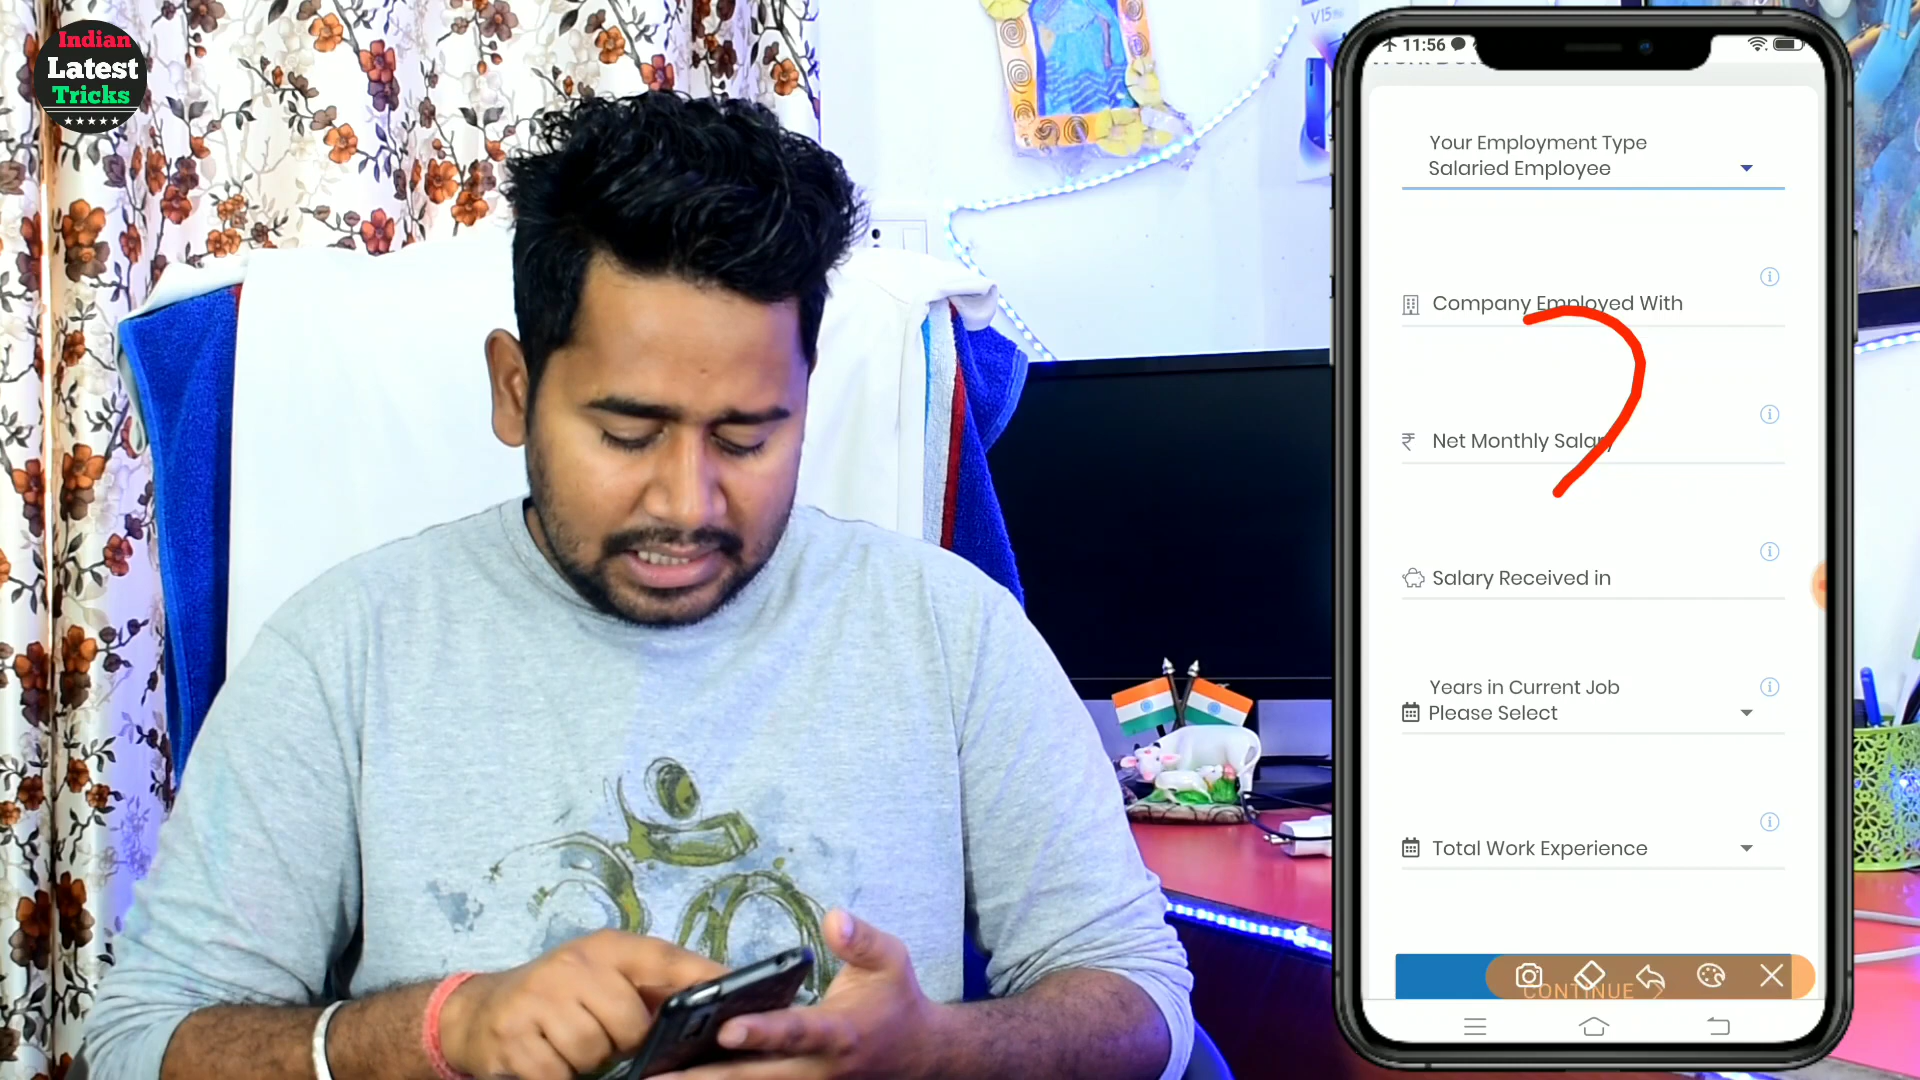 Indian
Latest
Tricks
V15
11:56
Your Employment Type
Salaried Employee
Company Employed With
Net Monthly Salary
Salary Received in
Years in Current Job
Please Select
Total Work Experience
CONTINUE